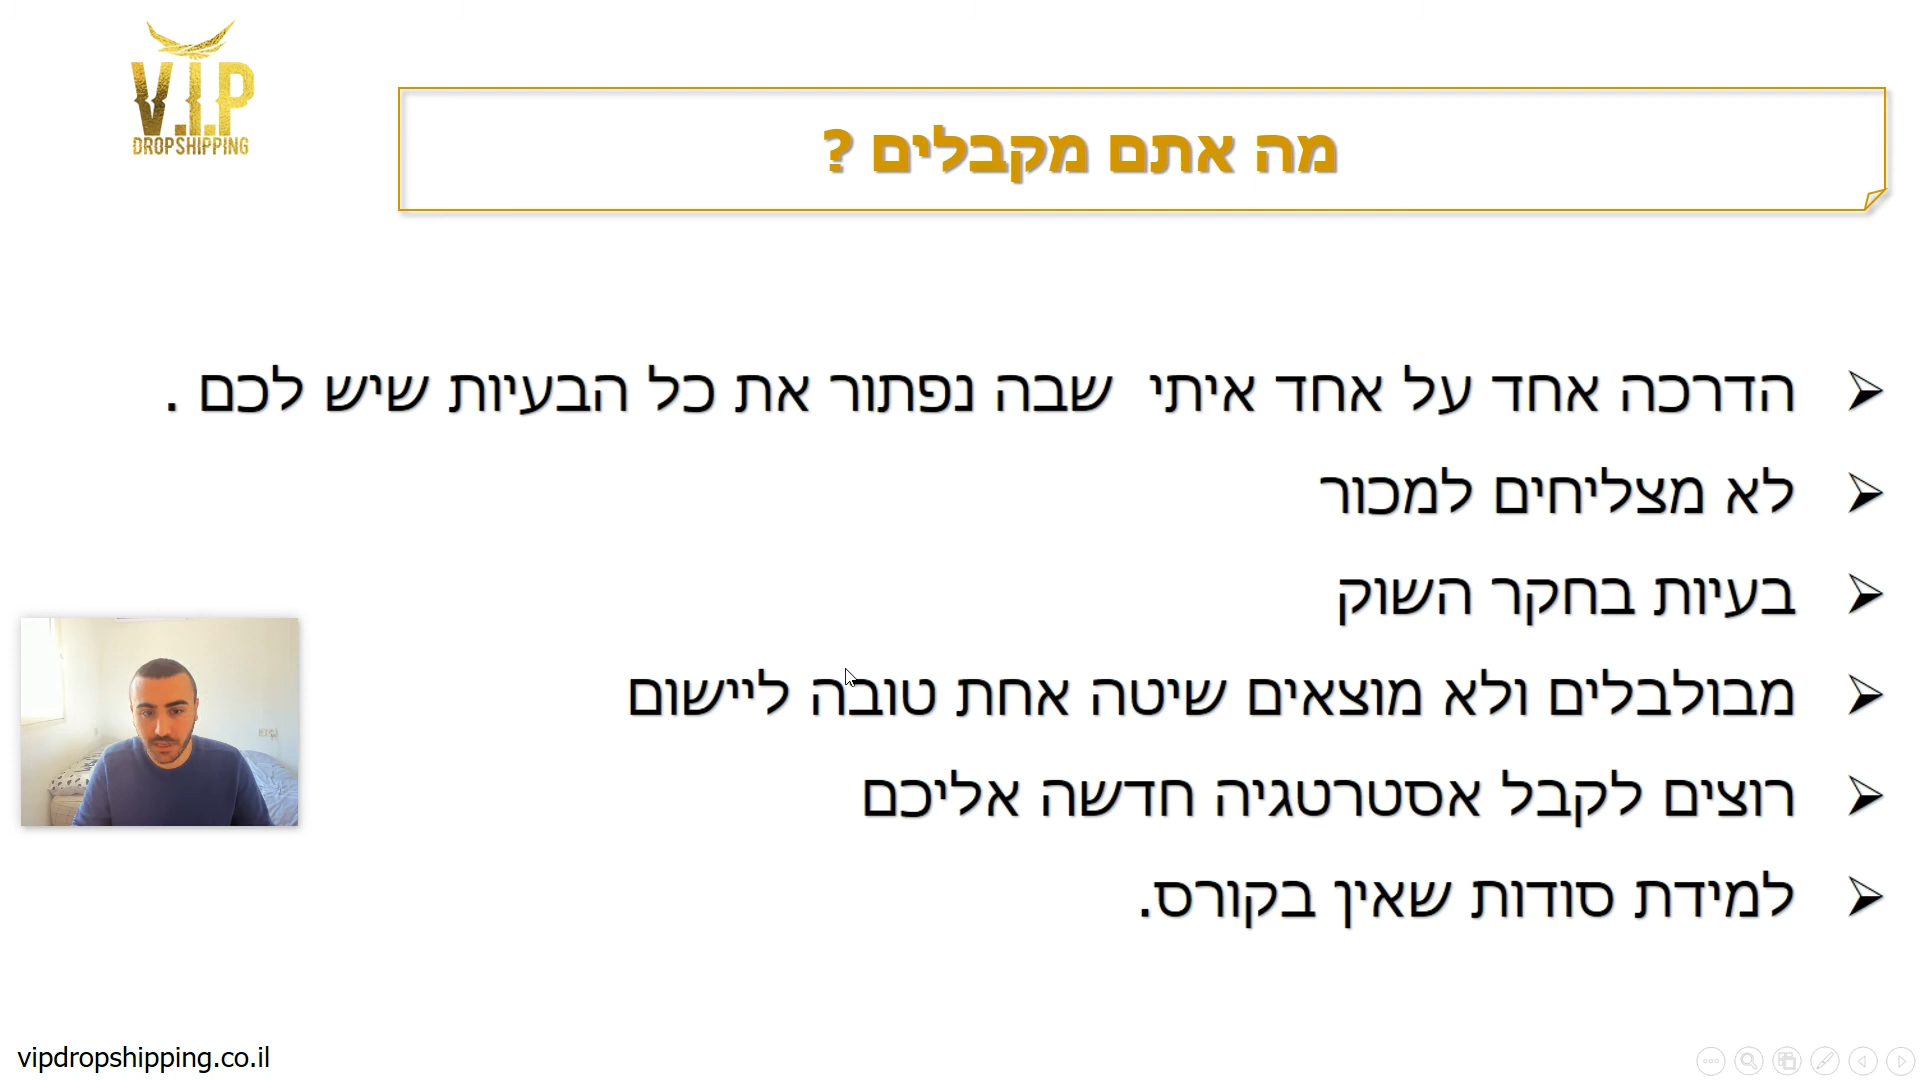 V.I.P
DROPSHIPPING
מה אתם מקבלים ?
הדרכה אחד על אחד איתי  שבה נפתור את כל הבעיות שיש לכם .
לא מצליחים למכור
בעיות בחקר השוק
מבולבלים ולא מוצאים שיטה אחת טובה ליישום
רוצים לקבל אסטרטגיה חדשה אליכם
למידת סודות שאין בקורס.
vipdropshipping.co.il